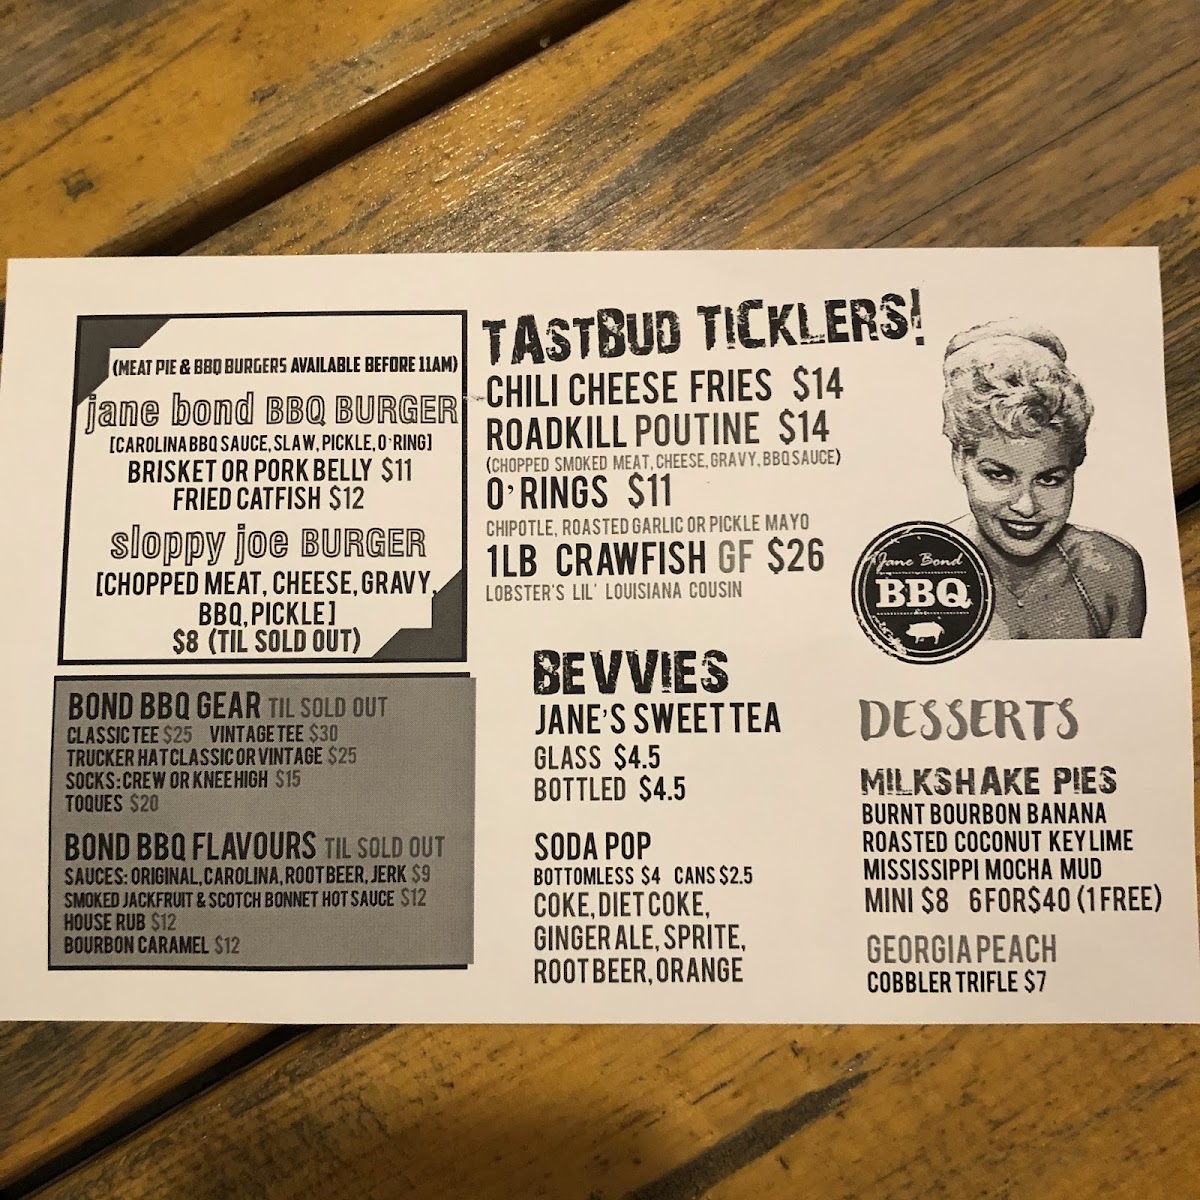 (MEAT PIE & BBQ BURGERS AVAILABLE BEFORE 11AM)
jane bond BBQ BURGER
[CAROLINA BBQ SAUCE, SLAW, PICKLE, O'RING]
BRISKET OR PORK BELLY $11
FRIED CATFISH $12
sloppy joe BURGER
[CHOPPED MEAT, CHEESE, GRAVY,
BBQ, PICKLE]
$8 (TIL SOLD OUT)
BOND BBQ GEAR TIL SOLD OUT
CLASSIC TEE $25 VINTAGE TEE $30
TRUCKER HAT CLASSIC OR VINTAGE $25
SOCKS: CREW OR KNEE HIGH $15
TOQUES $20
BOND BBQ FLAVOURS TIL SOLD OUT
SAUCES: ORIGINAL, CAROLINA, ROOTBEER, JERK $9
SMOKED JACKFRUIT & SCOTCH BONNET HOT SAUCE $12
HOUSE RUB $12
BOURBON CARAMEL $12
TASTBUD TICKLERS!
CHILI CHEESE FRIES $14
ROADKILL POUTINE $14
(CHOPPED SMOKED MEAT, CHEESE, GRAVY, BBQ SAUCE)
O'RINGS $11
CHIPOTLE, ROASTED GARLIC OR PICKLE MAYO
1LB CRAWFISH GF $26
LOBSTER'S LIL' LOUISIANA COUSIN
BEVVIES
JANE'S SWEET TEA
GLASS $4.5
BOTTLED $4.5
SODA POP
BOTTOMLESS $4 CANS $2.5
COKE, DIET COKE,
GINGERALE, SPRITE,
ROOTBEER, ORANGE
Jane Bond
BBQ
DESSERTS
MILKSHAKE PIES
BURNT BOURBON BANANA
ROASTED COCONUT KEY LIME
MISSISSIPPI MOCHA MUD
MINI $8 6 FOR $40 (1 FREE)
GEORGIA PEACH
COBBLER TRIFLE $7